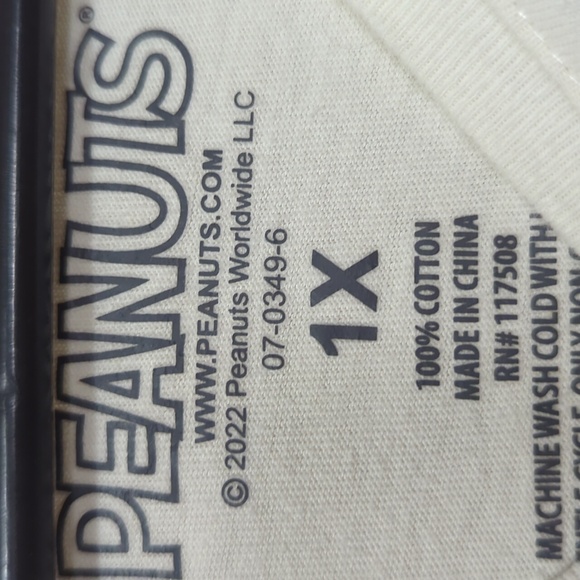 PEANUTS®
WWW.PEANUTS.COM
© 2022 Peanuts Worldwide LLC
07-0349-6
1X
100% COTTON
MADE IN CHINA
RN# 117508
MACHINE WASH COLD WITH